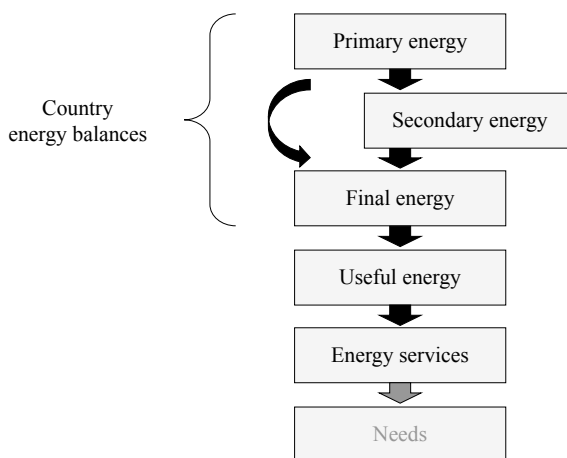 Primary energy
Country
energy balances
Secondary energy
Final energy
Useful energy
Energy services
Needs